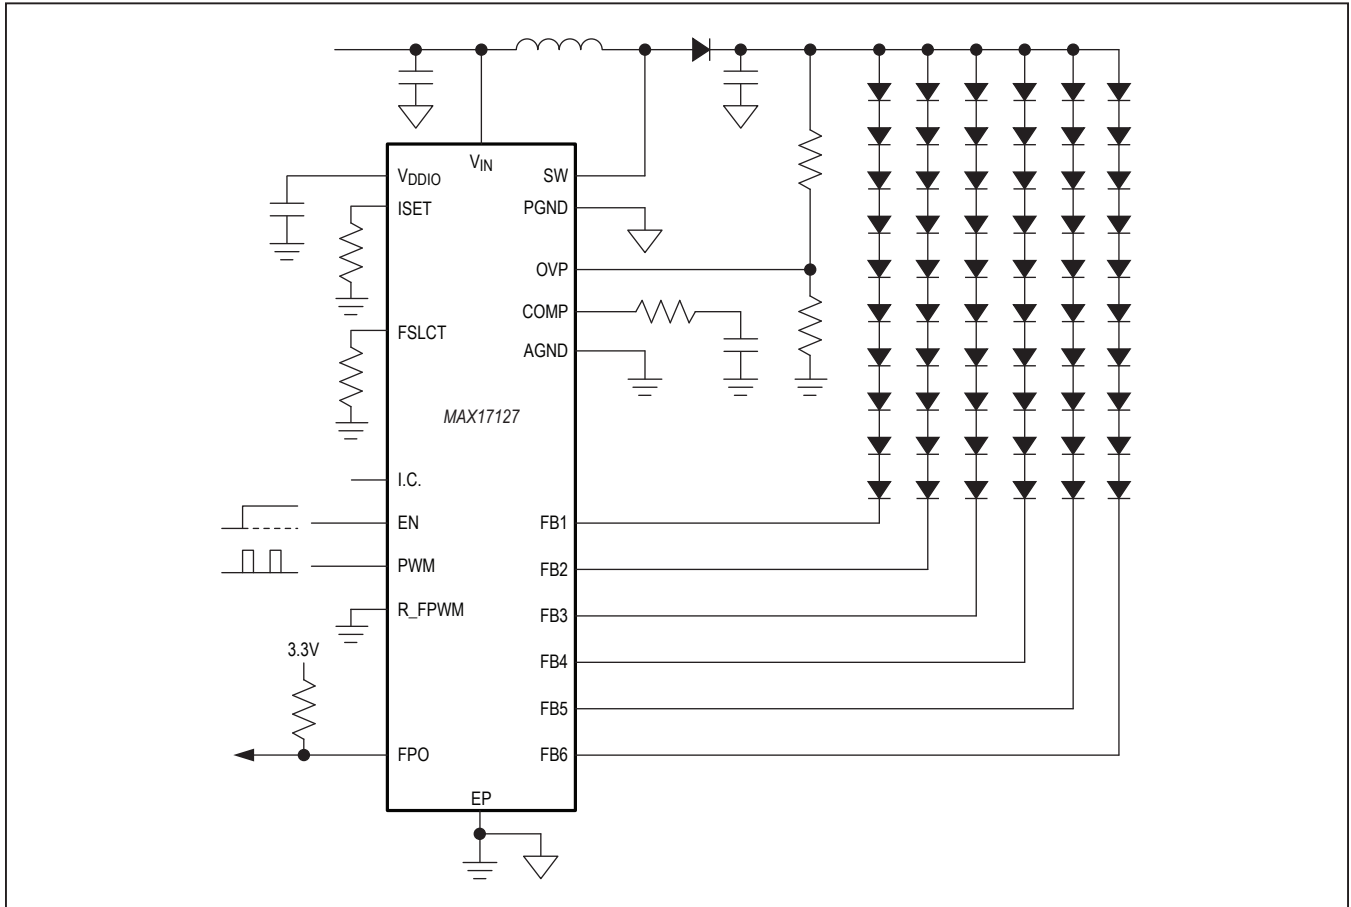 VIN
VDDIO
SW
ISET
PGND
OVP
COMP
FSLCT
AGND
MAX17127
I.C.
EN
FB1
PWM
FB2
R_FPWM
FB3
3.3V
FB4
FB5
FPO
FB6
EP